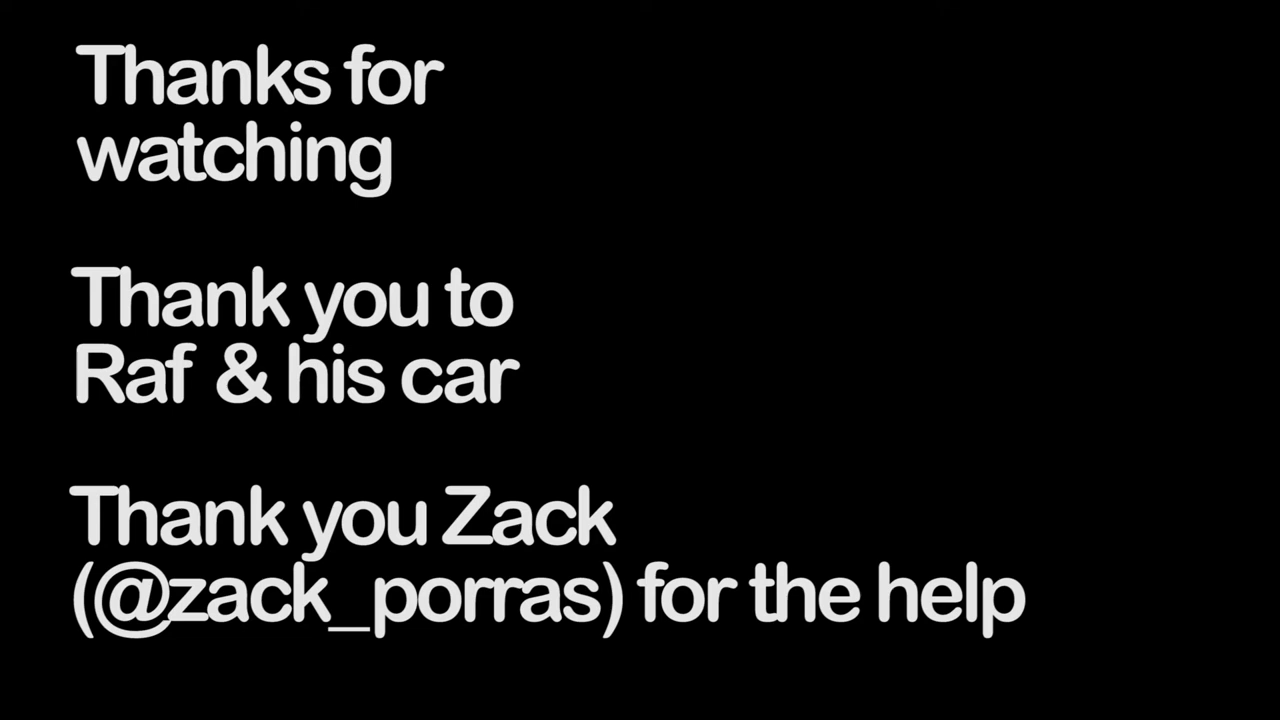 Thanks for
watching
Thank you to
Raf & his car
Thank you Zack
(@zack_porras) for the help